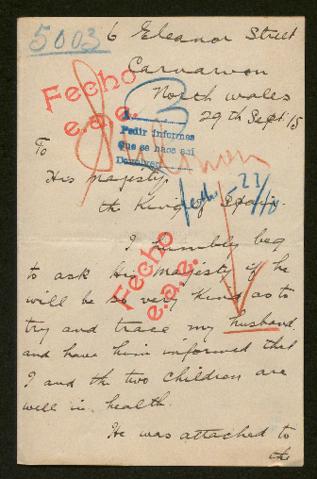 5003
6 Eleanor Street
Carnarvon
North Wales
29th Sept 15
Fecho
e.a.e.
Pedir informes
Que se haos asi
To
His Majesty,
the King of Spain.
Fecho
e.a.e.
I humbly beg
to ask his Majesty if he
will be so very kind as to
try and trace my husband
and have him informed that
I and the two children are
well in health.
He was attached to
the